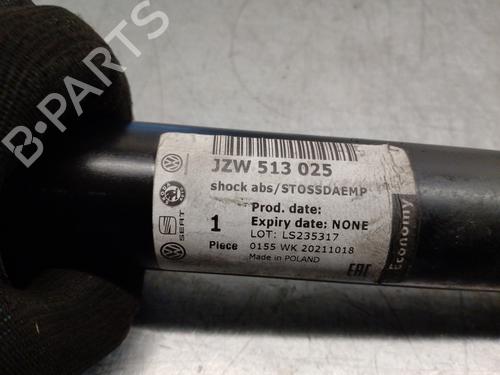 B-PARTS
JZW 513 025
shock abs/STOSSDAEMP
Prod. date:
1 Expiry date: NONE
LOT: LS235317
Piece 0155 WK 20211018
Made in POLAND
SEAT
EAC
Economy